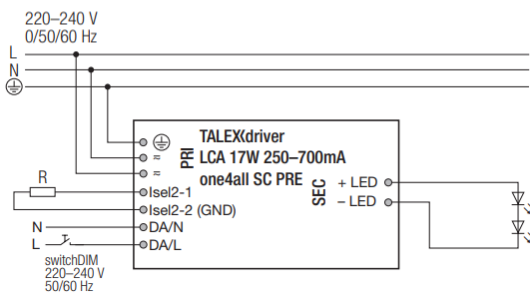 220–240 V
0/50/60 Hz
L
N
TALEXXdriver
LCA 17W 250–700mA
one4all SC PRE
PRI
SEC
≈
≈
R
Isel2-1
Isel2-2 (GND)
+ LED
– LED
N
DA/N
L
DA/L
switchDIM
220–240 V
50/60 Hz